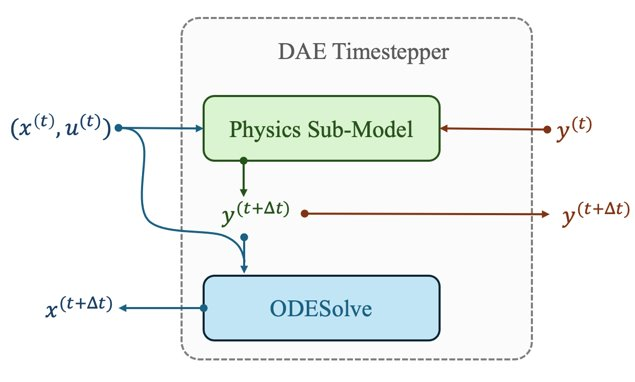 DAE Timestepper
(x^(t), u^(t))
Physics Sub-Model
y^(t)
y^(t+Δt)
y^(t+Δt)
x^(t+Δt)
ODESolve